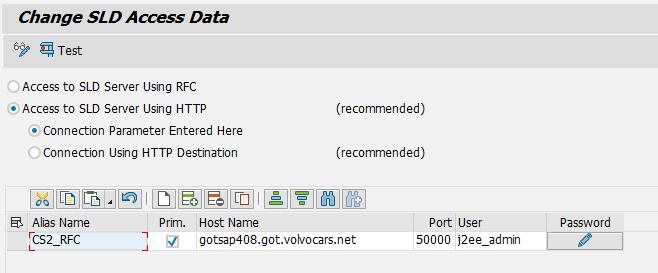 Change SLD Access Data
Test
Access to SLD Server Using RFC
Access to SLD Server Using HTTP (recommended)
Connection Parameter Entered Here
Connection Using HTTP Destination (recommended)
Alias Name Prim. Host Name Port User Password
CS2_RFC gotsap408.got.volvocars.net 50000 j2ee_admin